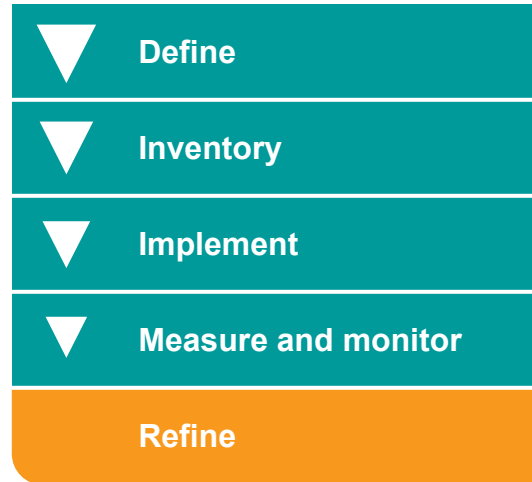 Define
Inventory
Implement
Measure and monitor
Refine